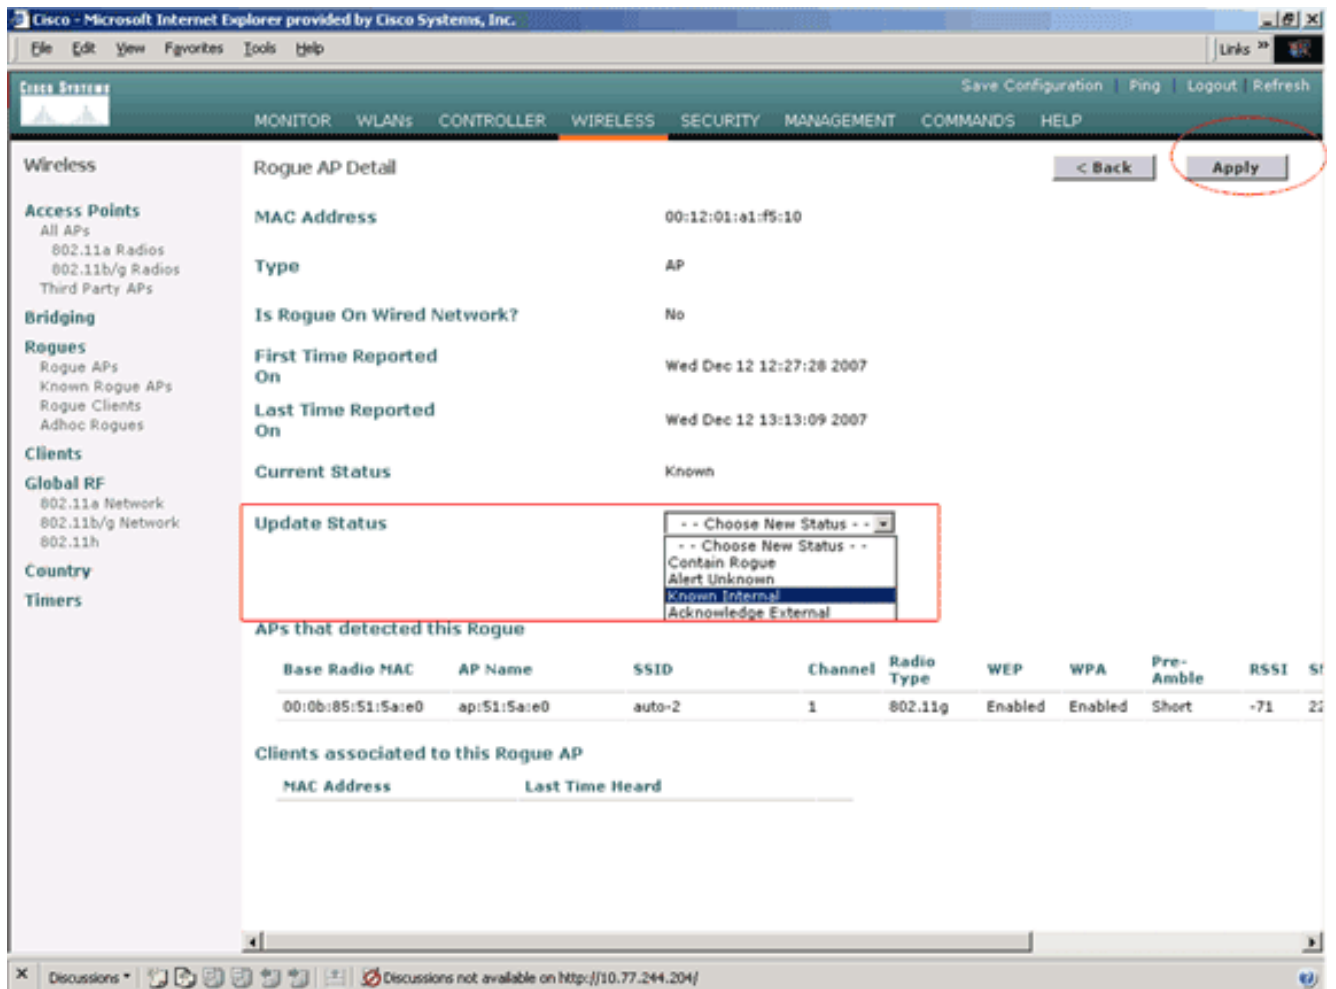 Cisco - Microsoft Internet Explorer provided by Cisco Systems, Inc.
File Edit View Favorites Tools Help
Links »
CISCO SYSTEMS
Save Configuration | Ping | Logout | Refresh
MONITOR WLANs CONTROLLER WIRELESS SECURITY MANAGEMENT COMMANDS HELP
Wireless
Access Points
All APs
802.11a Radios
802.11b/g Radios
Third Party APs
Bridging
Rogues
Rogue APs
Known Rogue APs
Rogue Clients
Adhoc Rogues
Clients
Global RF
802.11a Network
802.11b/g Network
802.11h
Country
Timers
Rogue AP Detail
< Back
Apply
MAC Address 00:12:01:a1:f5:10
Type AP
Is Rogue On Wired Network? No
First Time Reported On Wed Dec 12 12:27:28 2007
Last Time Reported On Wed Dec 12 13:13:09 2007
Current Status Known
Update Status - - Choose New Status - -
- - Choose New Status - -
Contain Rogue
Alert Unknown
Known Internal
Acknowledge External
APs that detected this Rogue
Base Radio MAC AP Name SSID Channel Radio Type WEP WPA Pre-Amble RSSI
00:0b:85:51:5a:e0 ap:51:5a:e0 auto-2 1 802.11g Enabled Enabled Short -71
Clients associated to this Rogue AP
MAC Address Last Time Heard
Discussions Discussions not available on http://10.77.244.204/